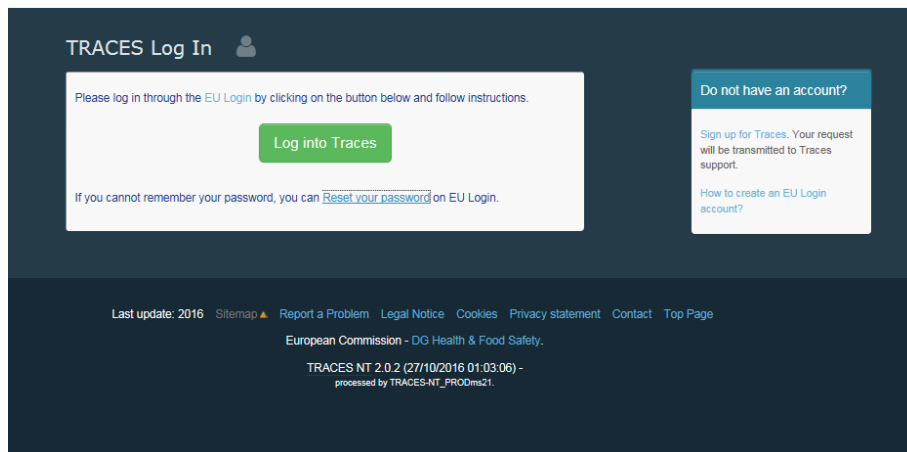 TRACES Log In
Please log in through the EU Login by clicking on the button below and follow instructions.
Log into Traces
If you cannot remember your password, you can Reset your password on EU Login.
Do not have an account?
Sign up for Traces. Your request
will be transmitted to Traces
support.
How to create an EU Login
account?
Last update: 2016 Sitemap Report a Problem Legal Notice Cookies Privacy statement Contact Top Page
European Commission - DG Health & Food Safety.
TRACES NT 2.0.2 (27/10/2016 01:03:06) -
processed by TRACES-NT_PRODms21.